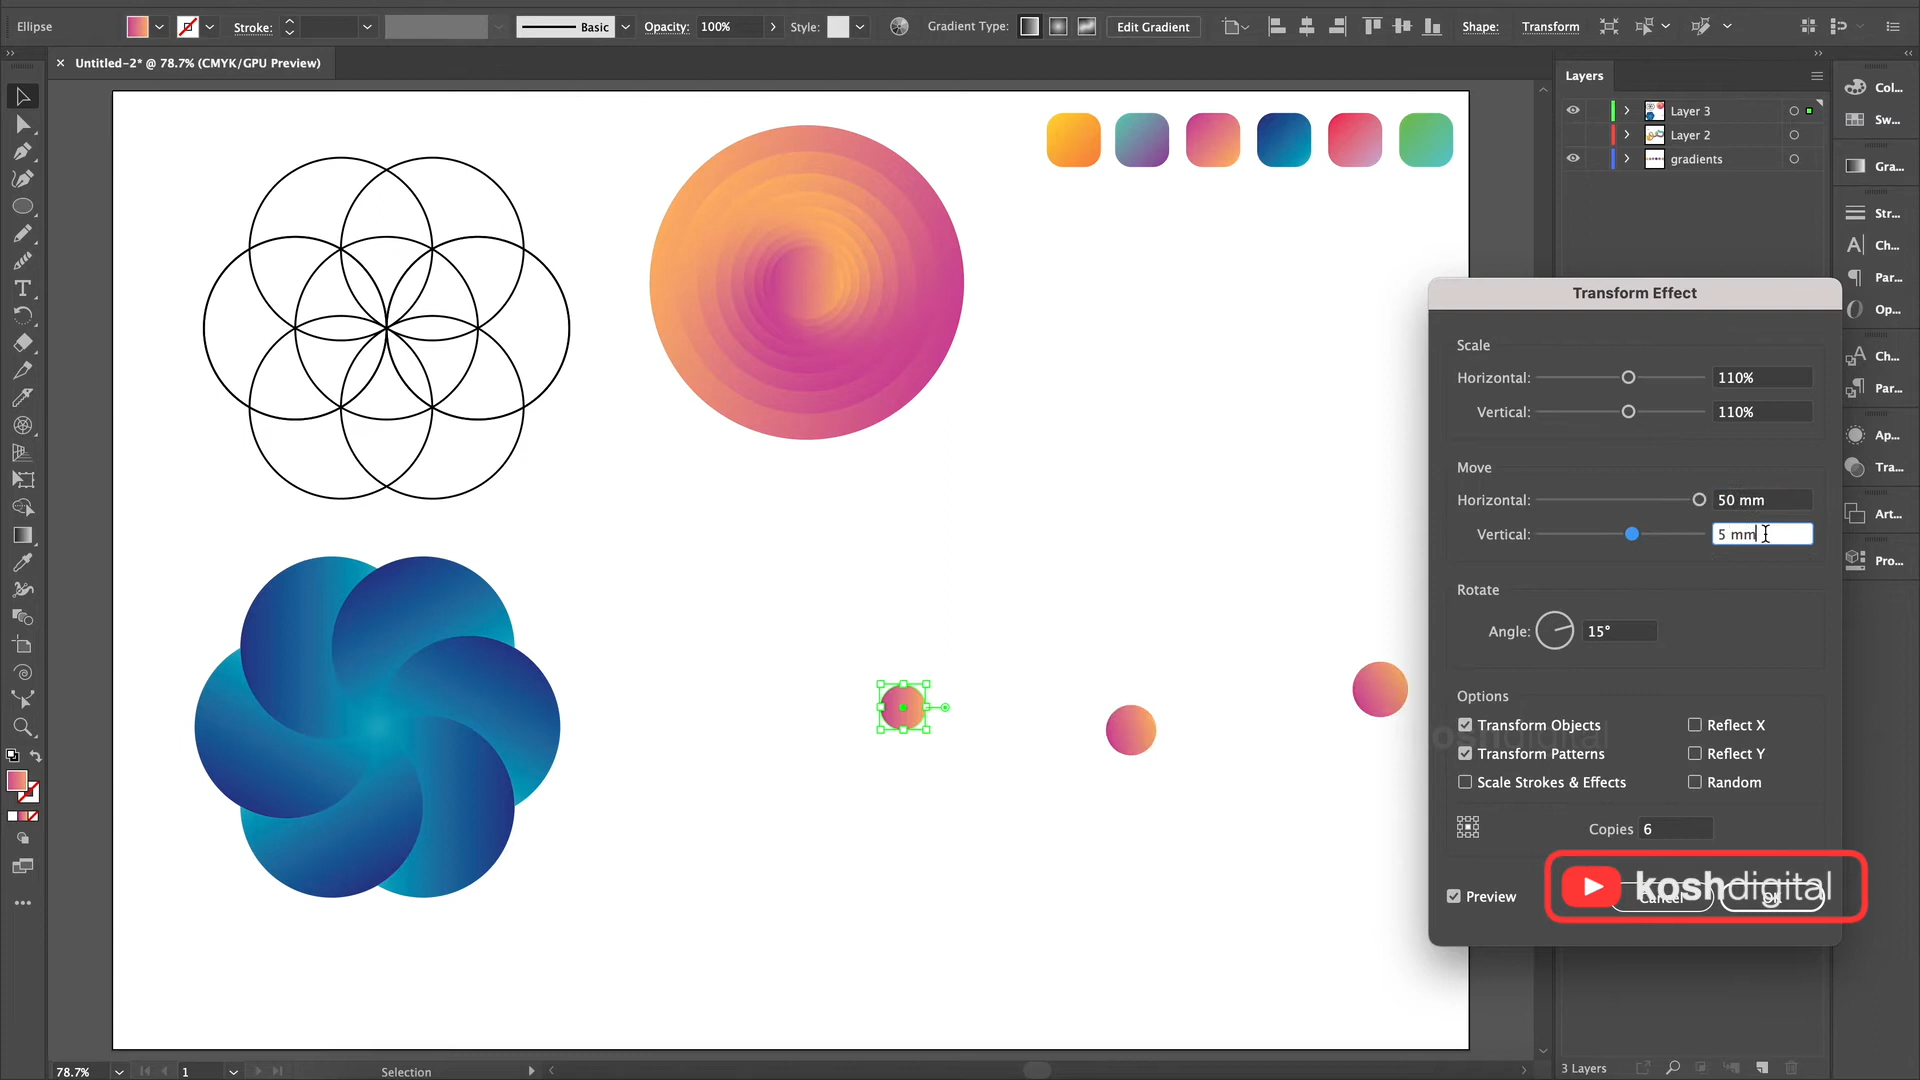 Ellipse
Stroke:
Basic
Opacity:
100%
Style:
Gradient Type:
Edit Gradient
Shape:
Transform
Untitled-2* @ 78.7% (CMYK/GPU Preview)
Layers
Layer 3
Layer 2
gradients
Col...
Sw...
Gra...
Str...
Ch...
Par...
Op...
Ch...
Par...
Ap...
Tra...
Art...
Pro...
Transform Effect
Scale
Horizontal:
110%
Vertical:
110%
Move
Horizontal:
50 mm
Vertical:
5 mm
Rotate
Angle:
15°
Options
Transform Objects
Reflect X
Transform Patterns
Reflect Y
Scale Strokes & Effects
Random
Copies
6
Preview
Cancel
OK
koshdigital
koshdigital
78.7%
1
Selection
3 Layers